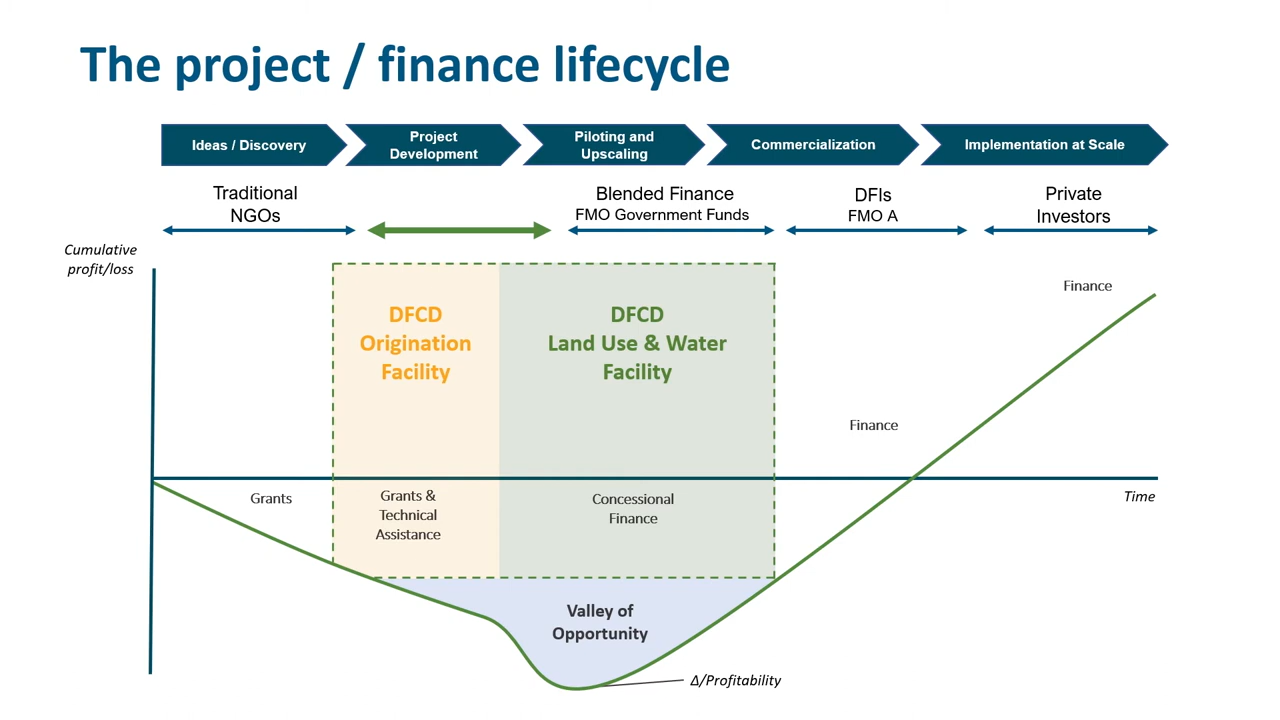 The project / finance lifecycle
Ideas / Discovery
Project
Development
Piloting and
Upscaling
Commercialization
Implementation at Scale
Traditional
NGOs
Blended Finance
FMO Government Funds
DFIs
FMO A
Private
Investors
Cumulative
profit/loss
Finance
DFCD
Origination
Facility
DFCD
Land Use & Water
Facility
Finance
Grants
Grants &
Technical
Assistance
Concessional
Finance
Time
Valley of
Opportunity
Δ/Profitability